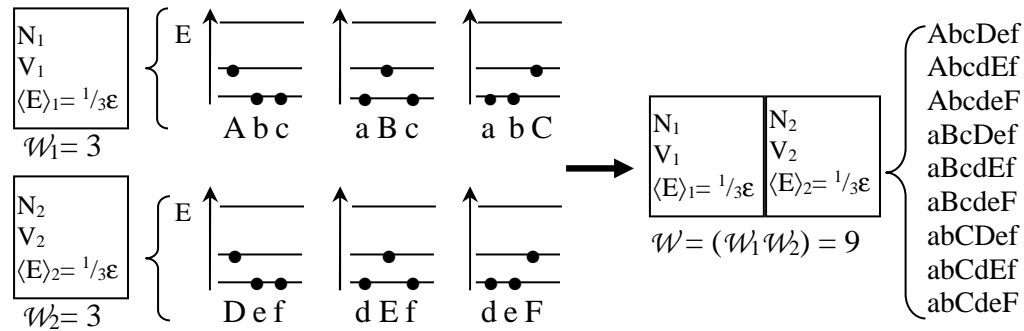 N₁
V₁
⟨E⟩₁= ¹/₃ε
𝒲₁= 3
E
A b c
a B c
a b C
N₂
V₂
⟨E⟩₂= ¹/₃ε
𝒲₂= 3
E
D e f
d E f
d e F
N₁
V₁
⟨E⟩₁= ¹/₃ε
N₂
V₂
⟨E⟩₂= ¹/₃ε
𝒲 = (𝒲₁𝒲₂) = 9
AbcDef
AbcdEf
AbcdeF
aBcDef
aBcdEf
aBcdeF
abCDef
abCdEf
abCdeF